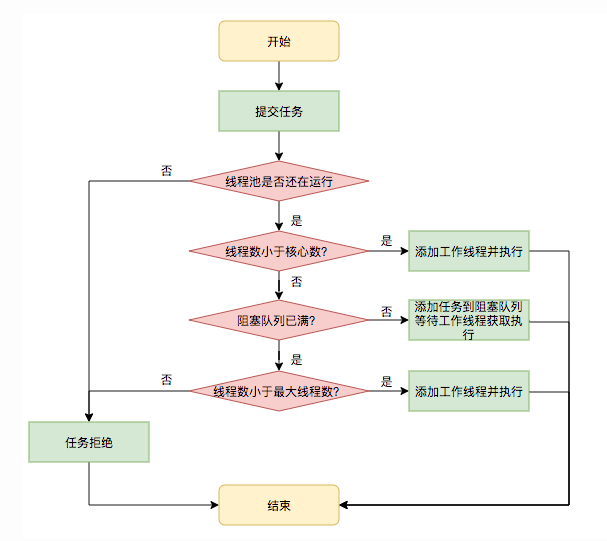 开始
提交任务
否
线程池是否还在运行
是
线程数小于核心数?
是
添加工作线程并执行
否
阻塞队列已满?
否
添加任务到阻塞队列
等待工作线程获取执
行
是
否
线程数小于最大线程数?
是
添加工作线程并执行
任务拒绝
结束